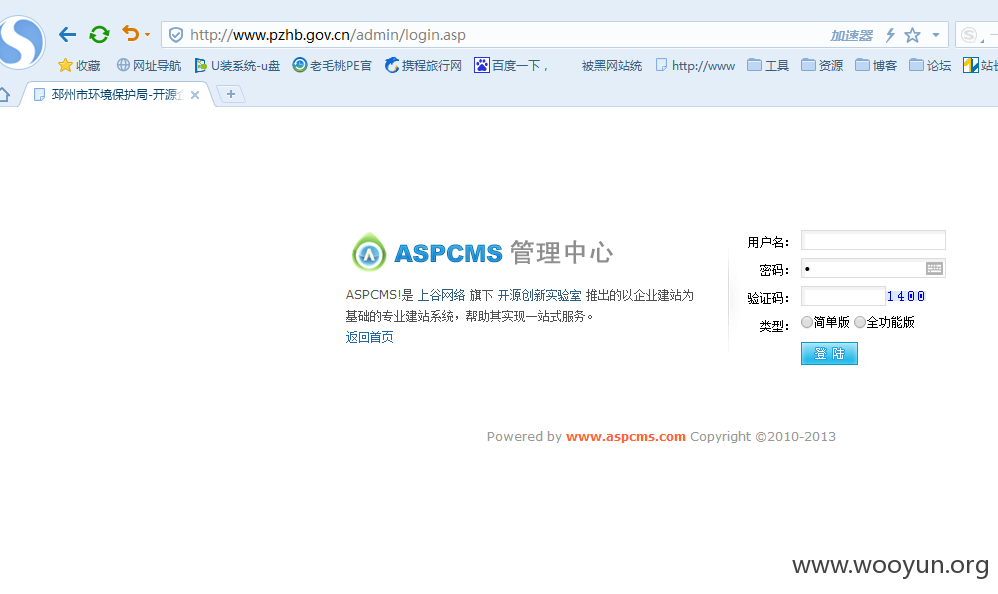 http://www.pzhb.gov.cn/admin/login.asp 加速器
收藏 网址导航 U装系统-u盘 老毛桃PE官 携程旅行网 百度一下， 被黑网站统 http://www 工具 资源 博客 论坛 站长
邳州市环境保护局-开源企
ASPCMS 管理中心
ASPCMS!是 上谷网络 旗下 开源创新实验室 推出的以企业建站为
基础的专业建站系统，帮助其实现一站式服务。
返回首页
用户名：
密码：
验证码： 1400
类型： 简单版 全功能版
登 陆
Powered by www.aspcms.com Copyright ©2010-2013
www.wooyun.org